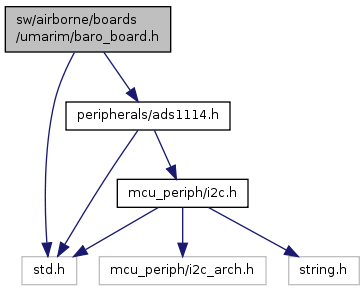 sw/airborne/boards
/umarim/baro_board.h
peripherals/ads1114.h
mcu_periph/i2c.h
std.h
mcu_periph/i2c_arch.h
string.h